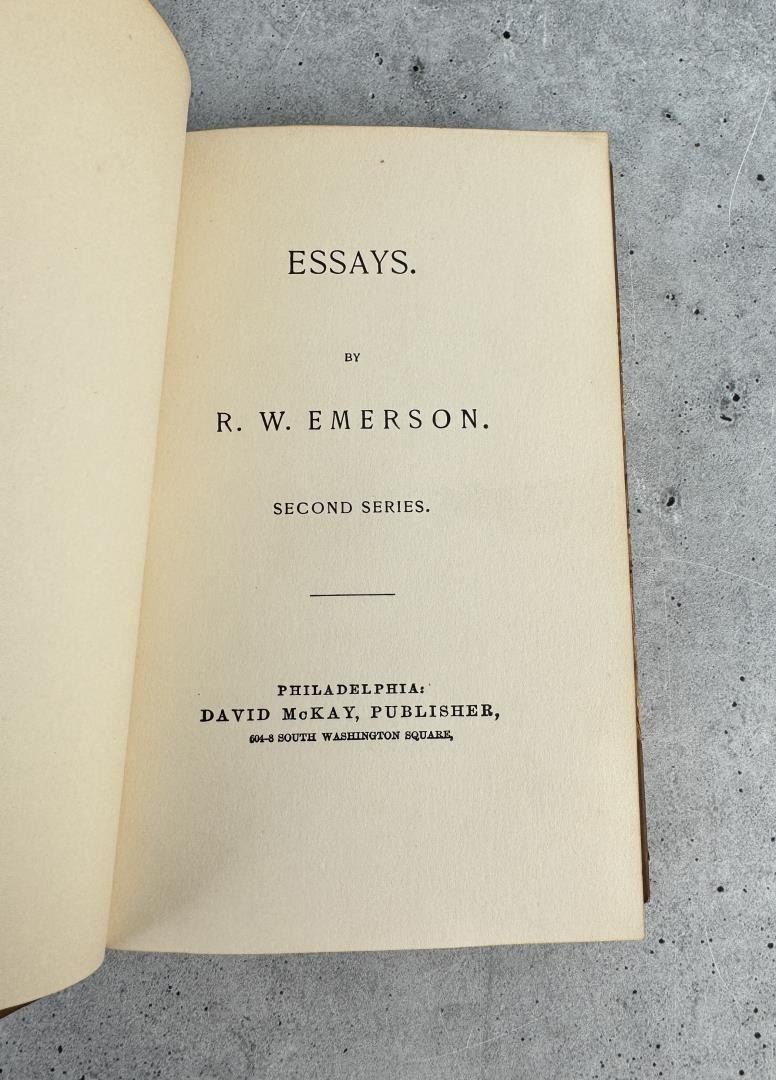 ESSAYS.
BY
R. W. EMERSON.
SECOND SERIES.
PHILADELPHIA:
DAVID McKAY, PUBLISHER,
604-8 SOUTH WASHINGTON SQUARE,